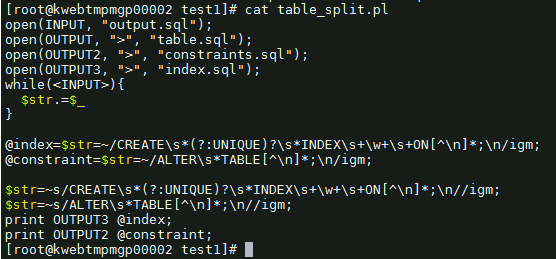 [root@kwebtmpmgp00002 test1]# cat table_split.pl
open(INPUT, "output.sql");
open(OUTPUT, ">", "table.sql");
open(OUTPUT2, ">", "constraints.sql");
open(OUTPUT3, ">", "index.sql");
while(<INPUT>){
  $str.=$_
}

@index=$str=~/CREATE\s*(?:UNIQUE)?\s*INDEX\s+\w+\s+ON[^\n]*;\n/igm;
@constraint=$str=~/ALTER\s*TABLE[^\n]*;\n/igm;

$str=~s/CREATE\s*(?:UNIQUE)?\s*INDEX\s+\w+\s+ON[^\n]*;\n//igm;
$str=~s/ALTER\s*TABLE[^\n]*;\n//igm;
print OUTPUT3 @index;
print OUTPUT2 @constraint;
[root@kwebtmpmgp00002 test1]#